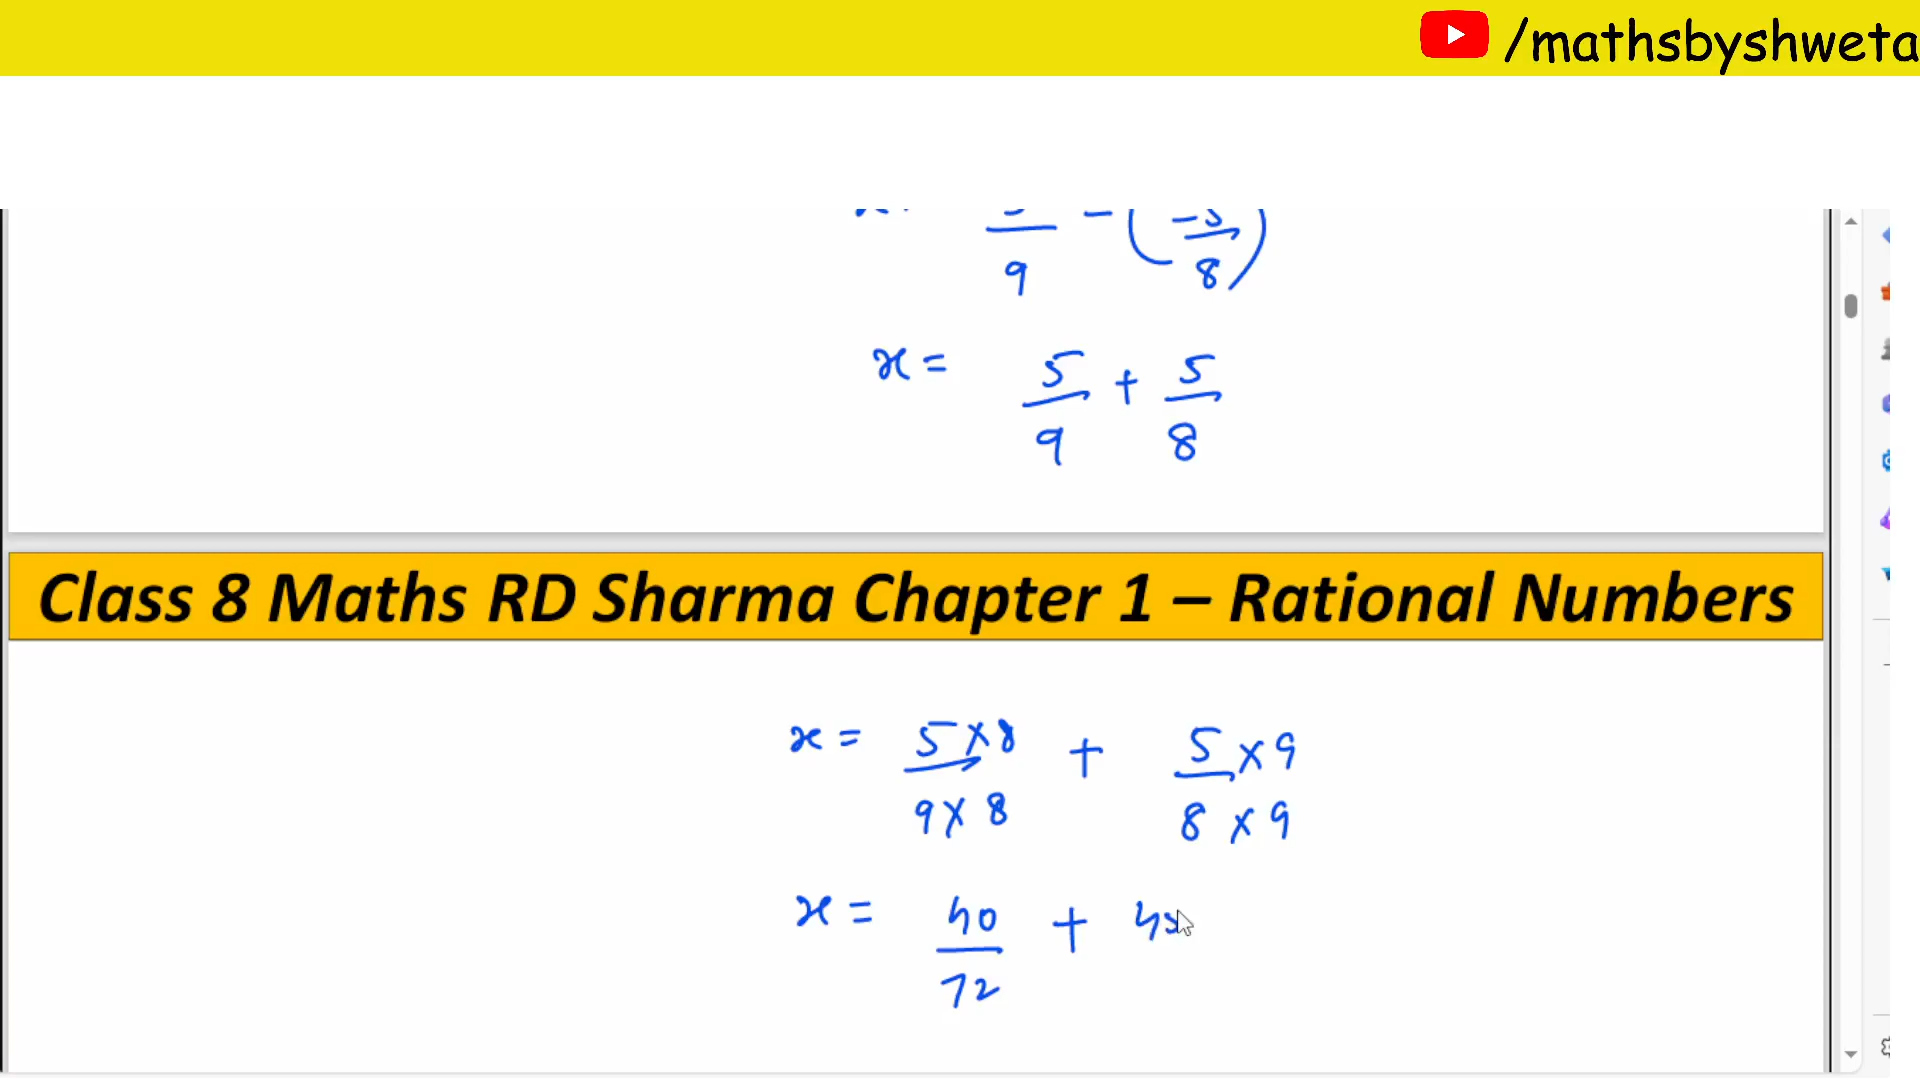 /mathsbyshweta
9 8
x = 5/9 + 5/8
Class 8 Maths RD Sharma Chapter 1 – Rational Numbers
x = 5×8/9×8 + 5×9/8×9
x = 40/72 + 45